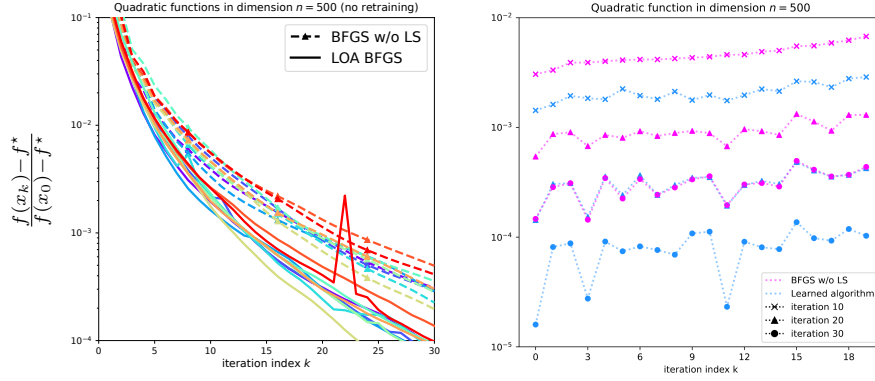 Quadratic functions in dimension n = 500 (no retraining)
10⁻¹
BFGS w/o LS
LOA BFGS
10⁻²
10⁻³
10⁻⁴
f(x_k) − f*
f(x_0) − f*
0 5 10 15 20 25 30
iteration index k
Quadratic function in dimension n = 500
10⁻²
10⁻³
10⁻⁴
10⁻⁵
BFGS w/o LS
Learned algorithm
iteration 10
iteration 20
iteration 30
0 3 6 9 12 15 18
iteration index k